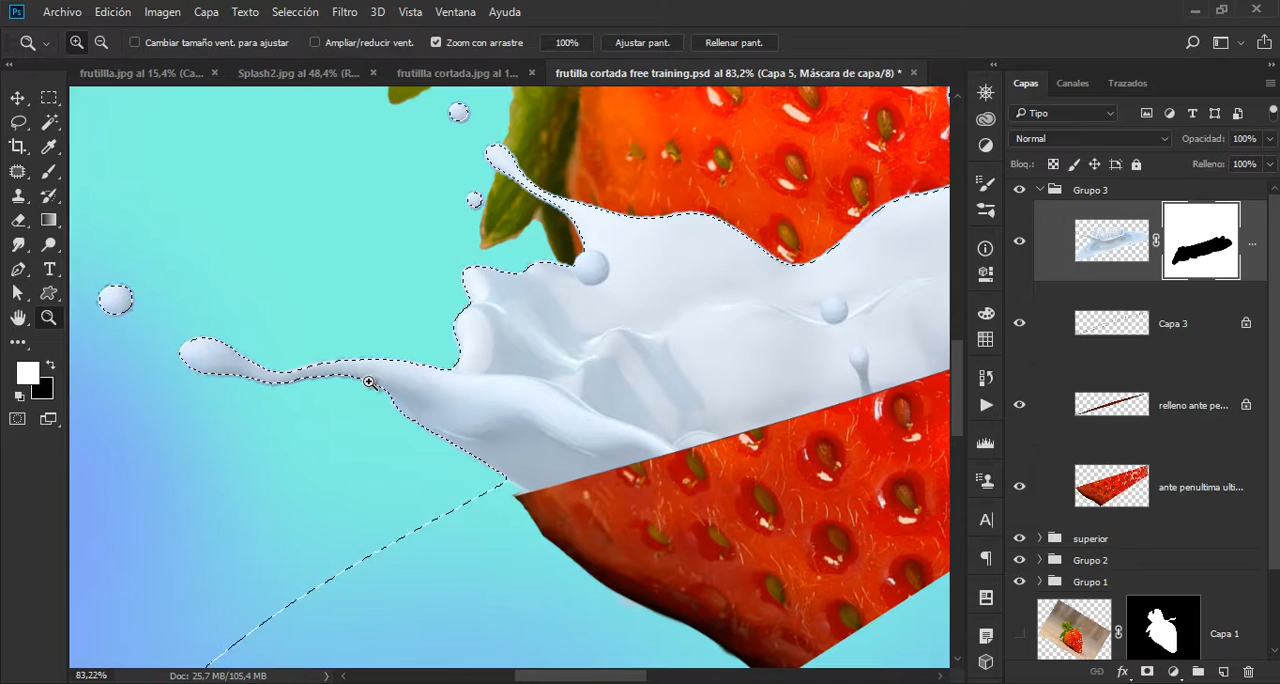 Ps Archivo Edición Imagen Capa Texto Selección Filtro 3D Vista Ventana Ayuda
Cambiar tamaño vent. para ajustar Ampliar/reducir vent. Zoom con arrastre 100% Ajustar pant. Rellenar pant.
frutilla.jpg al 15,4% (Ca... Splash2.jpg al 48,4% (R... frutilla cortada.jpg al 1... frutilla cortada free training.psd al 83,2% (Capa 5, Máscara de capa/8) *
Capas Canales Trazados
Tipo
Normal Opacidad: 100%
Bloq.: Relleno: 100%
Grupo 3
...
Capa 3
relleno ante pe...
ante penultima ulti...
superior
Grupo 2
Grupo 1
Capa 1
83,22% Doc: 25,7 MB/105,4 MB
fx